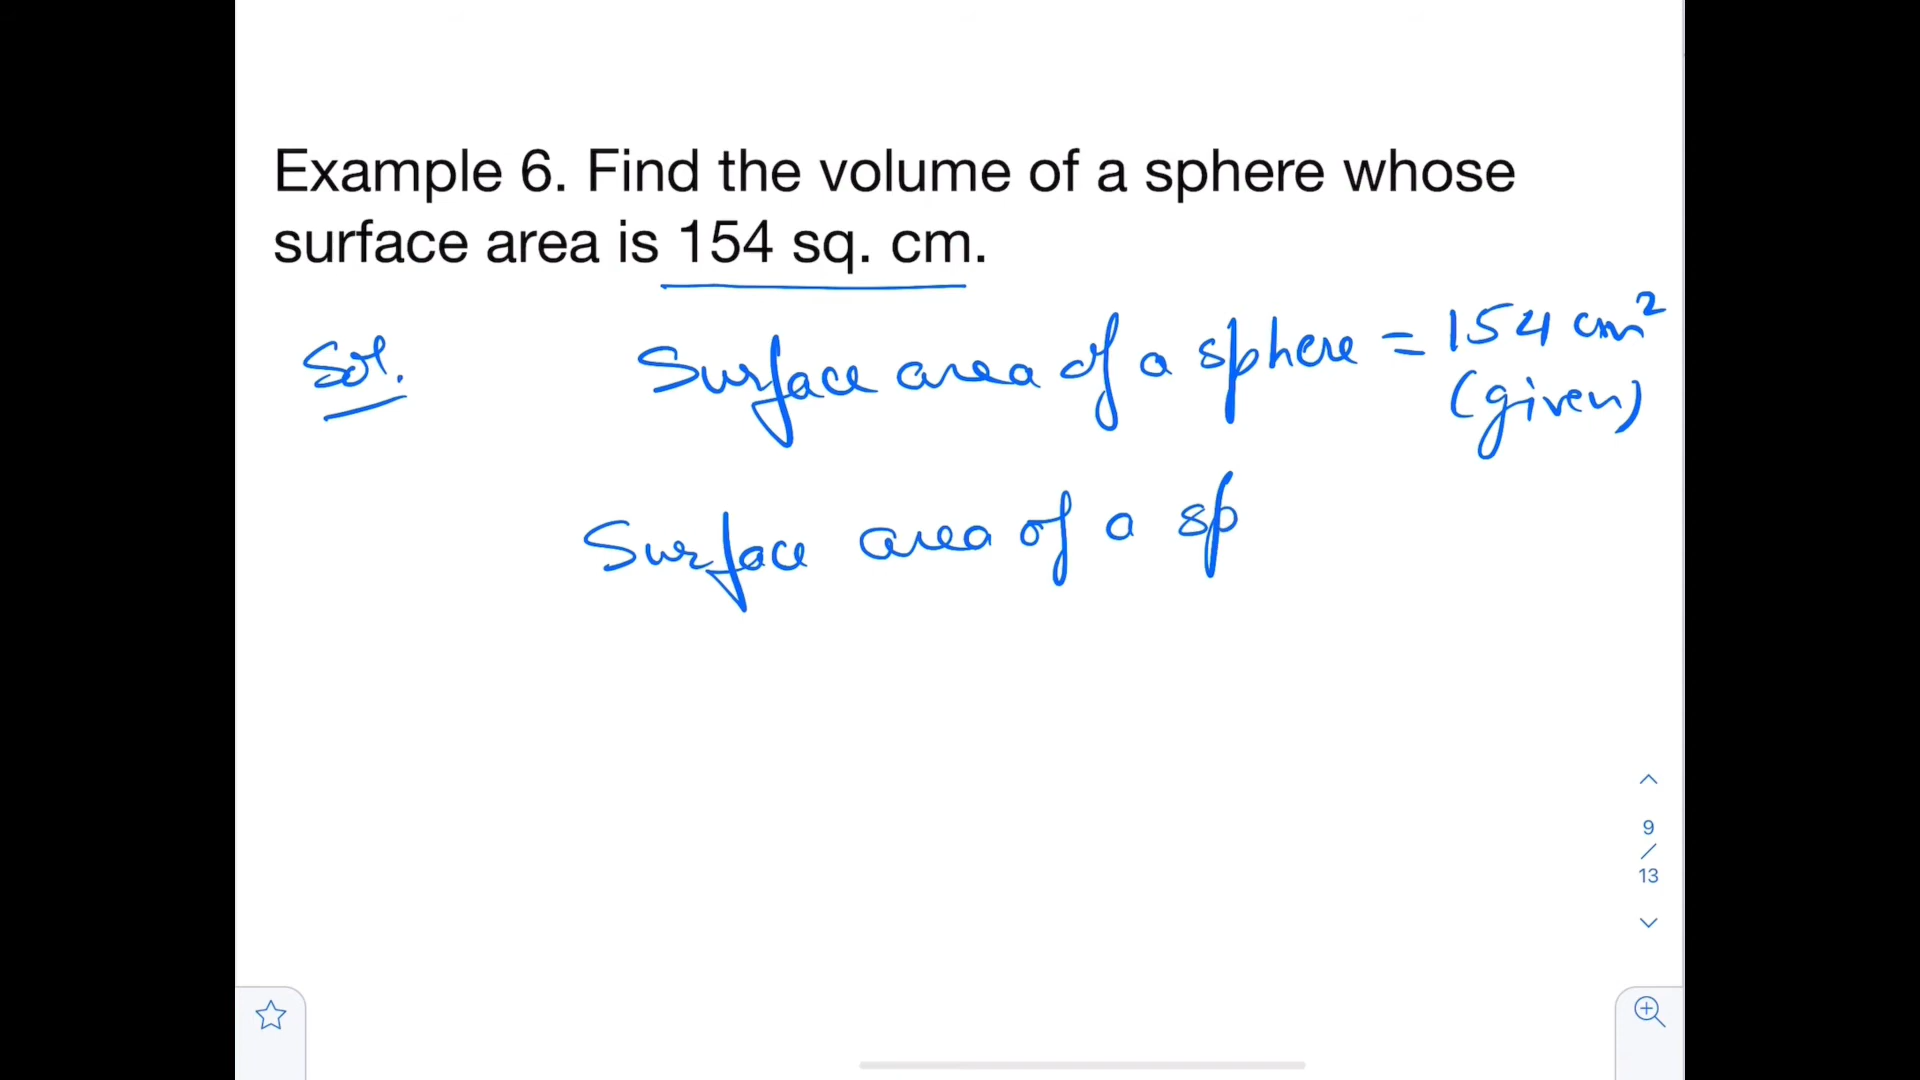 Example 6. Find the volume of a sphere whose
surface area is 154 sq. cm.
Sol. Surface area of a sphere = 154 cm²
(given)
Surface area of a sp
9
/
13